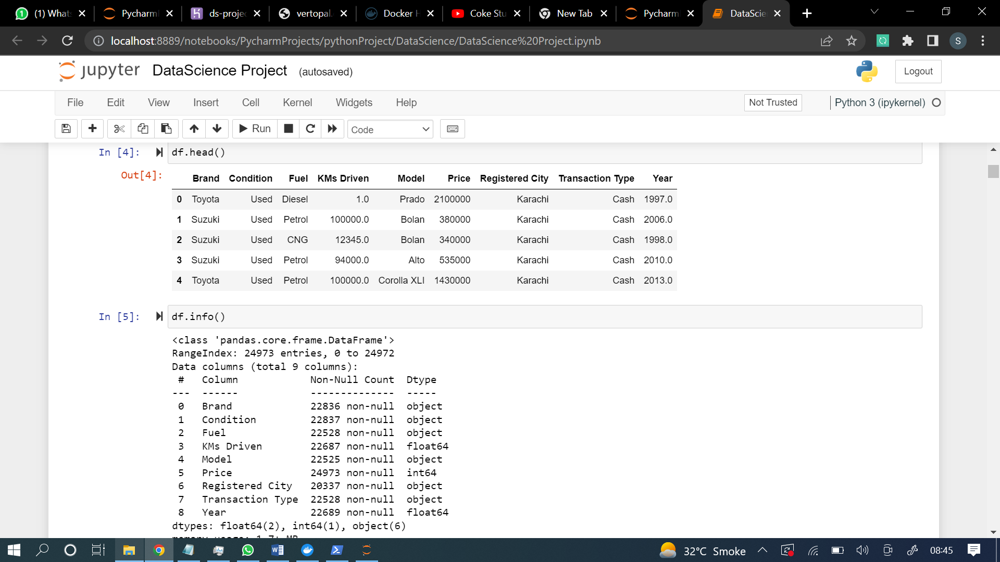 (1) Whats
Pycharm
ds-projec
vertopal.
Docker H
Coke Stu
New Tab
Pycharm
DataScie
localhost:8889/notebooks/PycharmProjects/pythonProject/DataScience/DataScience%20Project.ipynb
S
jupyter DataScience Project (autosaved)
Logout
File Edit View Insert Cell Kernel Widgets Help
Not Trusted
Python 3 (ipykernel)
Run
Code
In [4]: df.head()
Out[4]:
Brand Condition Fuel KMs Driven Model Price Registered City Transaction Type Year
0 Toyota Used Diesel 1.0 Prado 2100000 Karachi Cash 1997.0
1 Suzuki Used Petrol 100000.0 Bolan 380000 Karachi Cash 2006.0
2 Suzuki Used CNG 12345.0 Bolan 340000 Karachi Cash 1998.0
3 Suzuki Used Petrol 94000.0 Alto 535000 Karachi Cash 2010.0
4 Toyota Used Petrol 100000.0 Corolla XLI 1430000 Karachi Cash 2013.0
In [5]: df.info()
<class 'pandas.core.frame.DataFrame'>
RangeIndex: 24973 entries, 0 to 24972
Data columns (total 9 columns):
# Column Non-Null Count Dtype
--- ------ -------------- -----
0 Brand 22836 non-null object
1 Condition 22837 non-null object
2 Fuel 22528 non-null object
3 KMs Driven 22687 non-null float64
4 Model 22525 non-null object
5 Price 24973 non-null int64
6 Registered City 20337 non-null object
7 Transaction Type 22528 non-null object
8 Year 22689 non-null float64
dtypes: float64(2), int64(1), object(6)
memory usage: 1.7+ MB
32°C Smoke
08:45